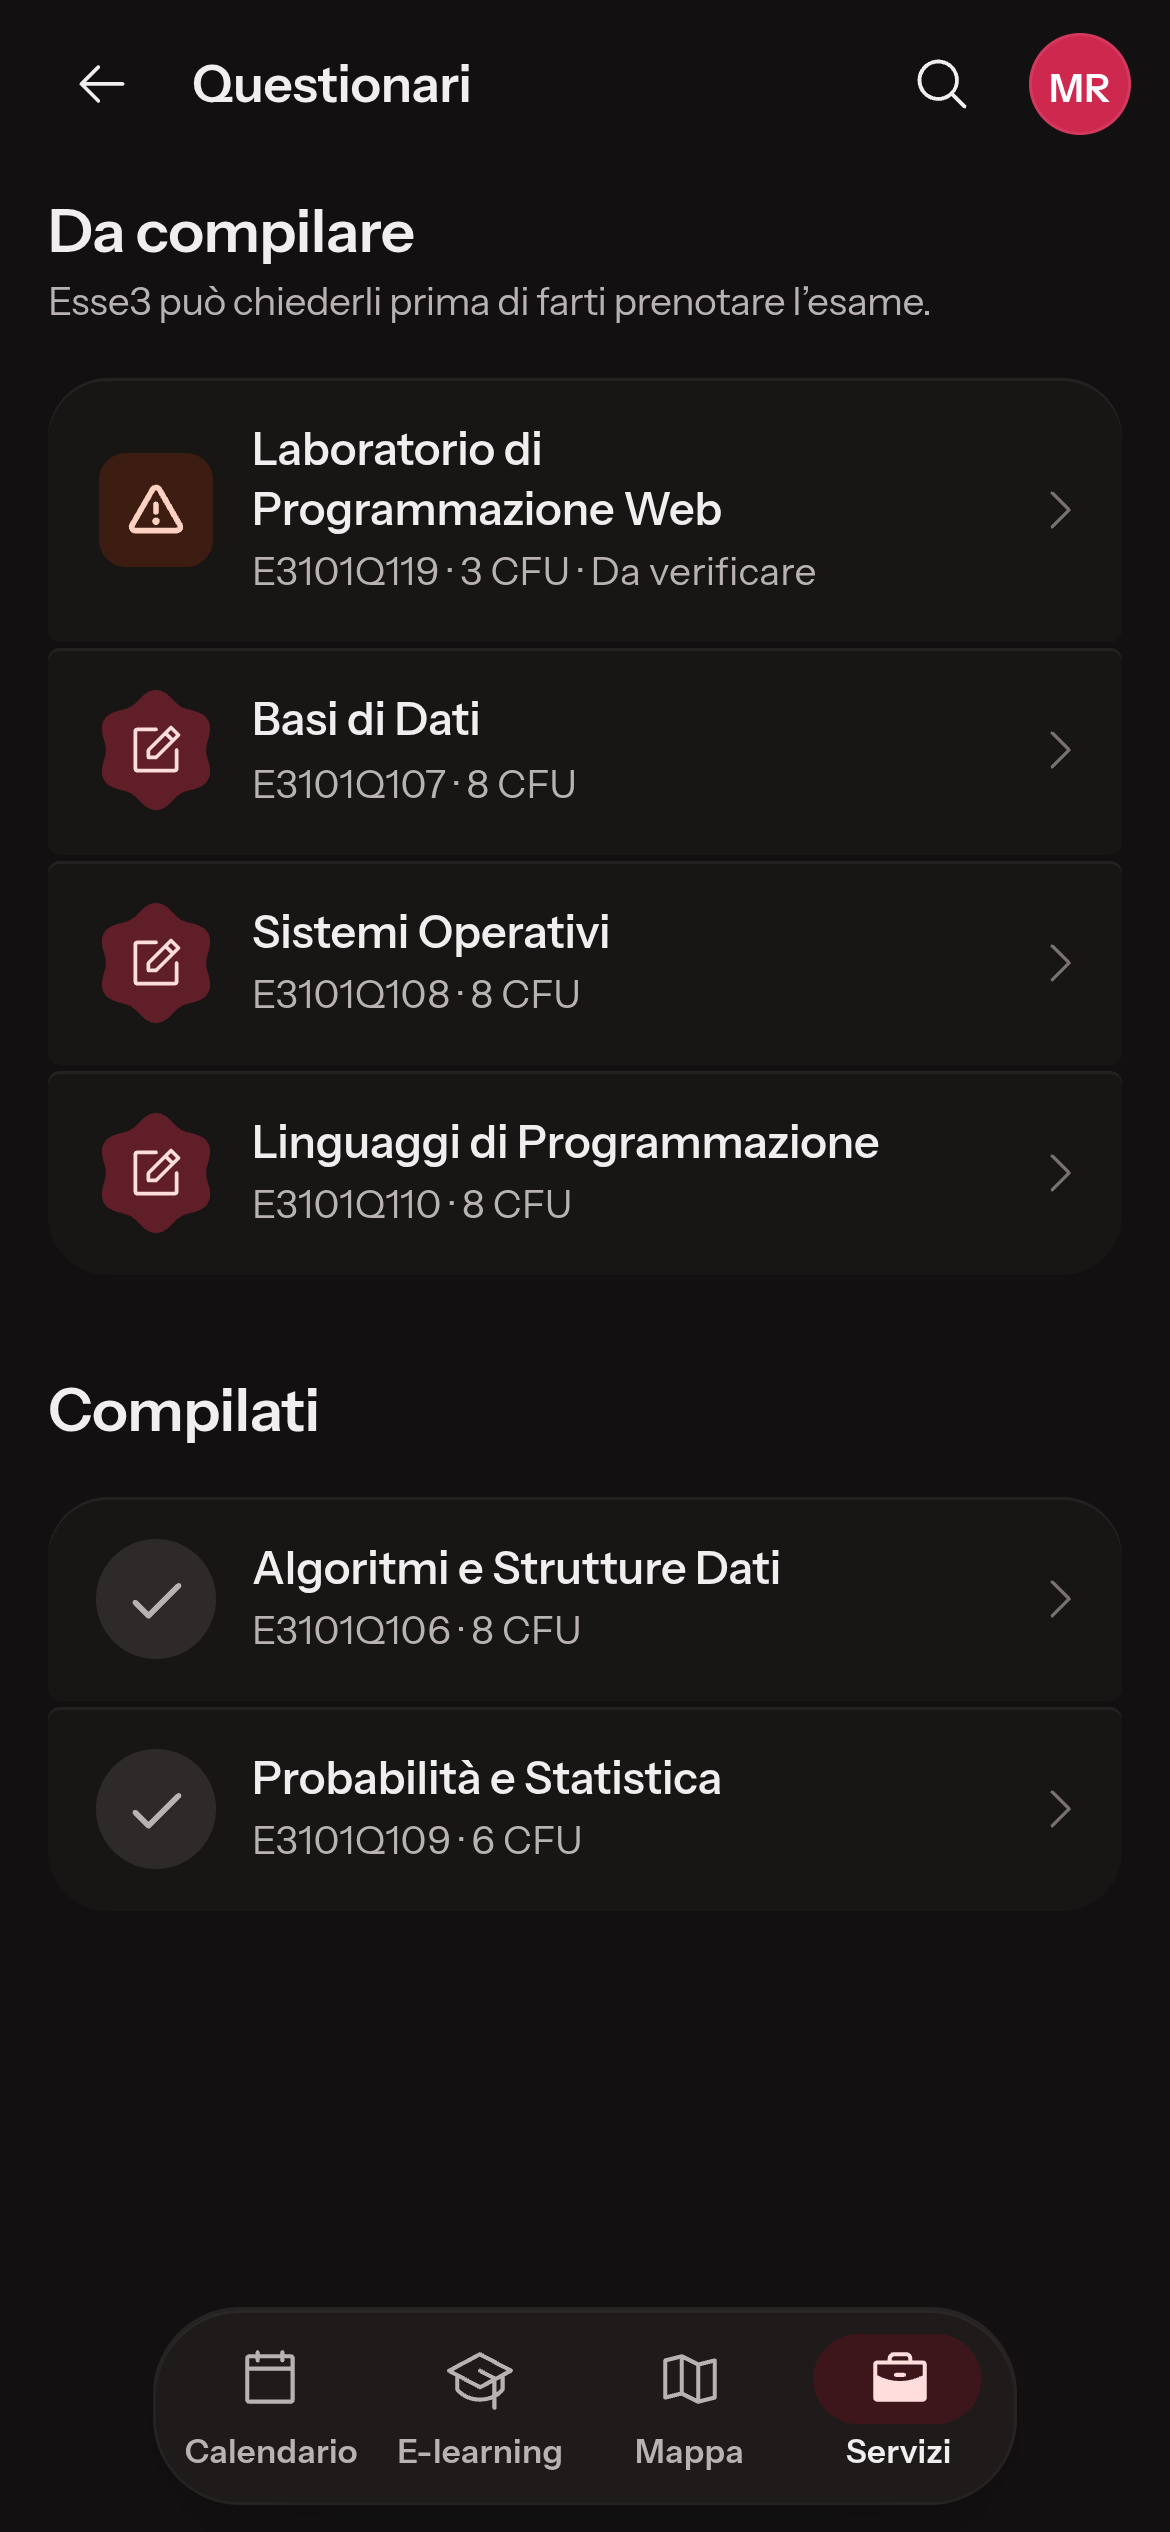 Questionari
MR
Da compilare
Esse3 può chiederli prima di farti prenotare l’esame.
Laboratorio di
Programmazione Web
E3101Q119 · 3 CFU · Da verificare
Basi di Dati
E3101Q107 · 8 CFU
Sistemi Operativi
E3101Q108 · 8 CFU
Linguaggi di Programmazione
E3101Q110 · 8 CFU
Compilati
Algoritmi e Strutture Dati
E3101Q106 · 8 CFU
Probabilità e Statistica
E3101Q109 · 6 CFU
Calendario
E-learning
Mappa
Servizi